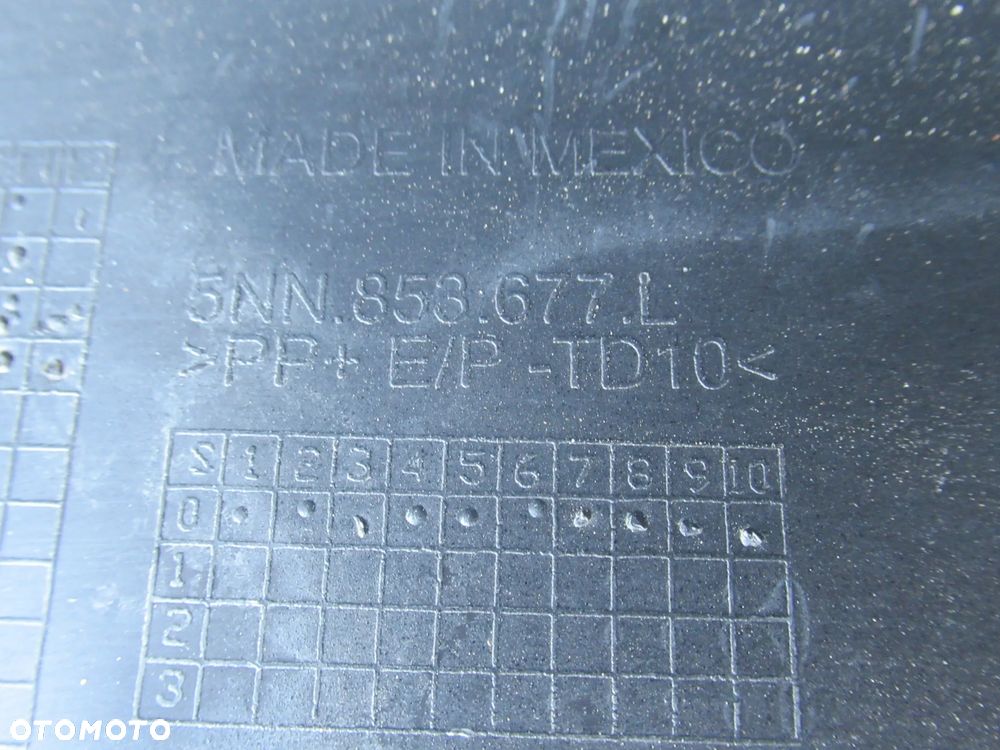 MADE IN MEXICO
5NN.853.677.L
>PP+ E/P -TD10<
S 1 2 3 4 5 6 7 8 9 10
0
1
2
3
OTOMOTO